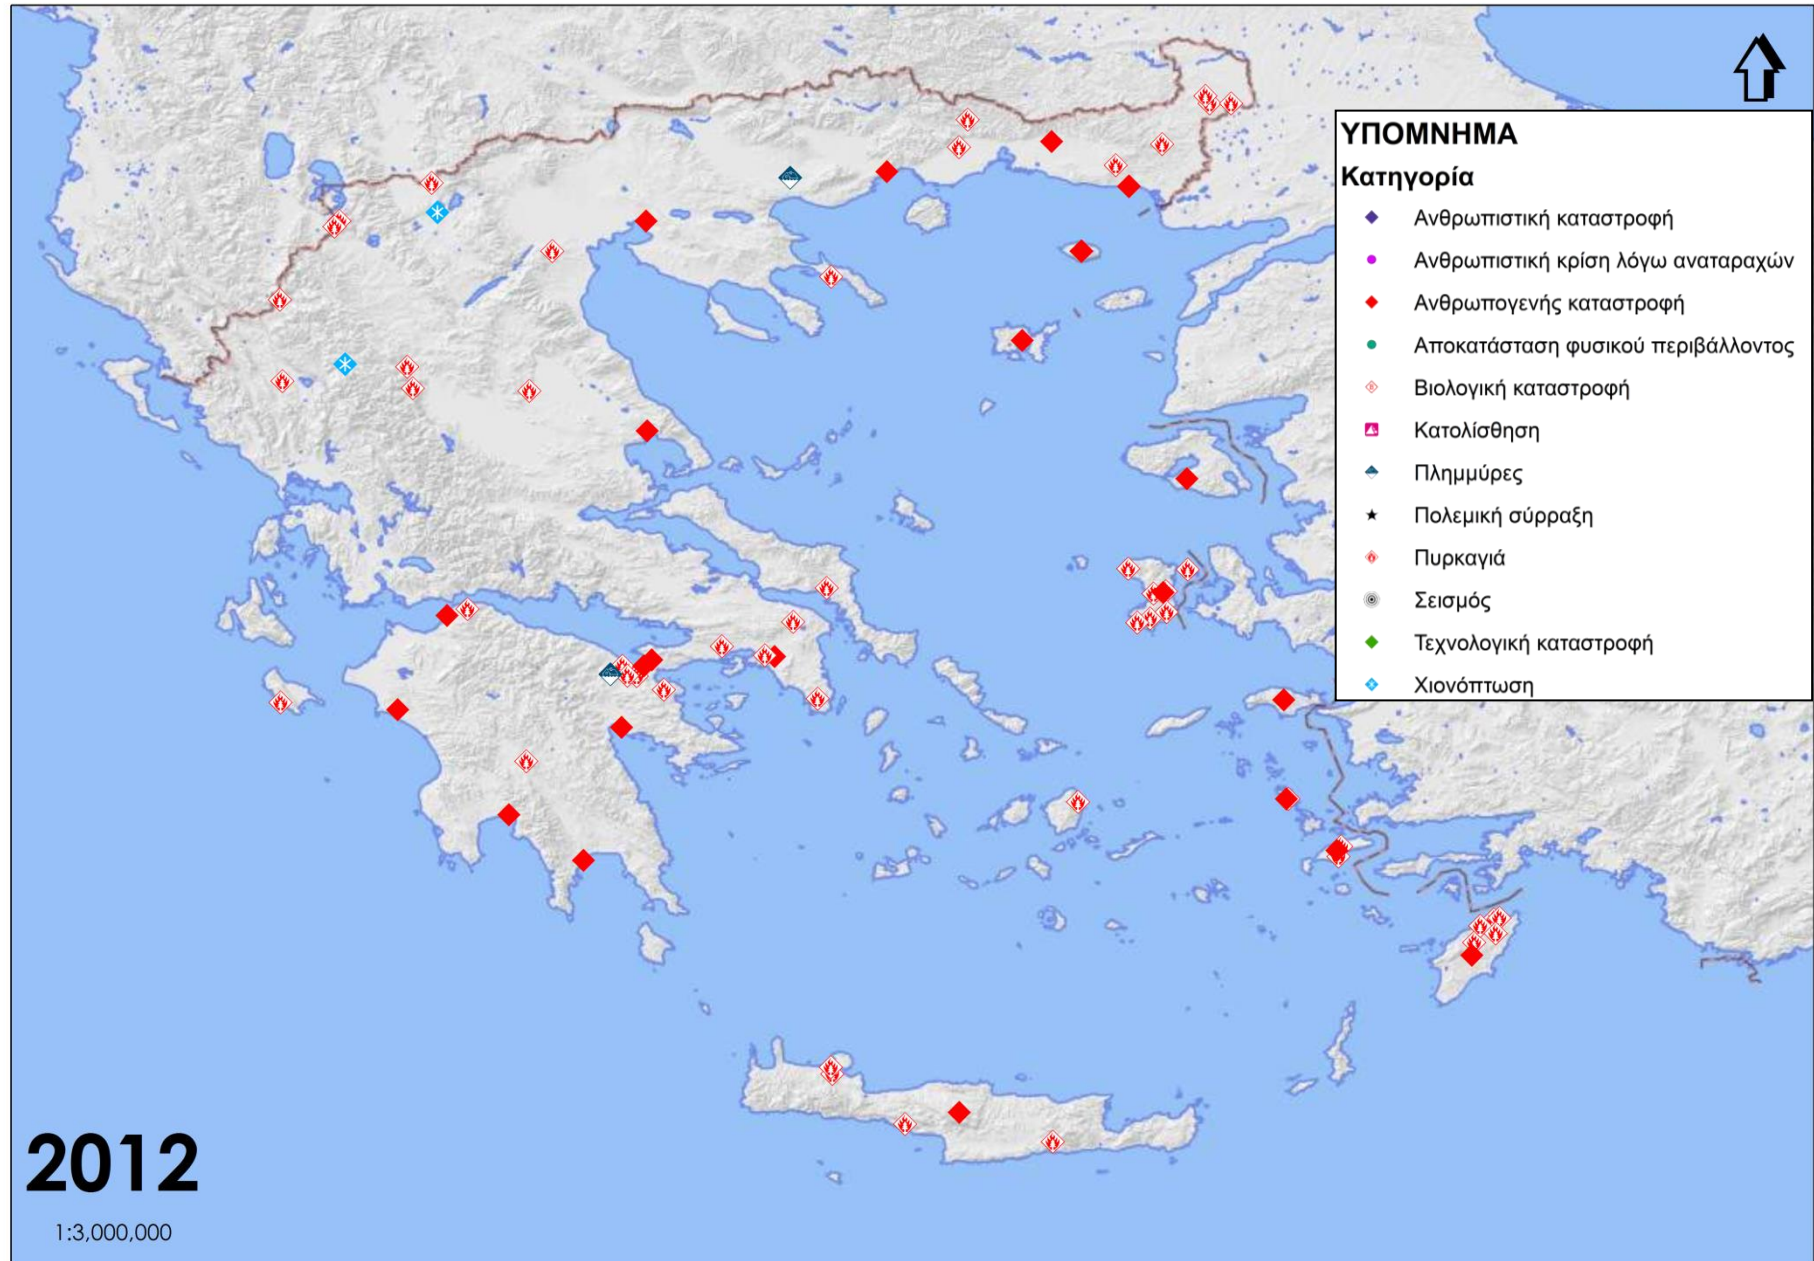 ΥΠΟΜΝΗΜΑ
Κατηγορία
Ανθρωπιστική καταστροφή
Ανθρωπιστική κρίση λόγω αναταραχών
Ανθρωπογενής καταστροφή
Αποκατάσταση φυσικού περιβάλλοντος
Βιολογική καταστροφή
Κατολίσθηση
Πλημμύρες
Πολεμική σύρραξη
Πυρκαγιά
Σεισμός
Τεχνολογική καταστροφή
Χιονόπτωση
2012
1:3,000,000